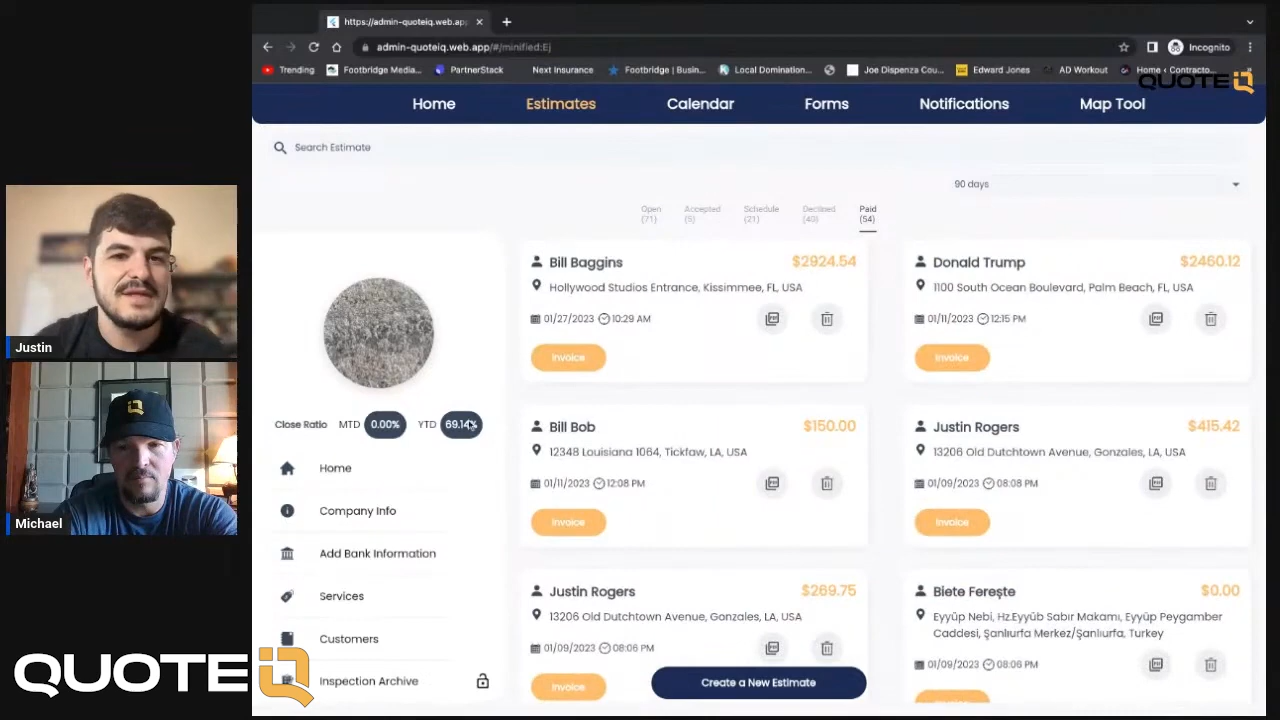 https://admin-quoteiq.web.app
admin-quoteiq.web.app/#/minified:Ej
Incognito
Trending
Footbridge Media...
PartnerStack
Next Insurance
Footbridge | Busin...
Local Domination...
Joe Dispenza Cou...
Edward Jones
AD Workout
Home ‹ Contracto...
QUOTE IQ
Home
Estimates
Calendar
Forms
Notifications
Map Tool
Search Estimate
90 days
Open
(71)
Accepted
(5)
Schedule
(21)
Declined
Paid
(54)
Justin
Michael
Close Ratio MTD 0.00% YTD 69.14%
Home
Company Info
Add Bank Information
Services
Customers
Inspection Archive
Bill Baggins $2924.54
Hollywood Studios Entrance, Kissimmee, FL, USA
01/27/2023 10:29 AM
Invoice
Donald Trump $2460.12
1100 South Ocean Boulevard, Palm Beach, FL, USA
01/11/2023 12:15 PM
Invoice
Bill Bob $150.00
12348 Louisiana 1064, Tickfaw, LA, USA
01/11/2023 12:08 PM
Invoice
Justin Rogers $415.42
13206 Old Dutchtown Avenue, Gonzales, LA, USA
01/09/2023 08:08 PM
Invoice
Justin Rogers $269.75
13206 Old Dutchtown Avenue, Gonzales, LA, USA
01/09/2023 08:06 PM
Invoice
Biete Fereşte $0.00
Eyyüp Nebi, Hz.Eyyûb Sabır Makamı, Eyyüp Peygamber
Caddesi, Şanlıurfa Merkez/Şanlıurfa, Turkey
01/09/2023 08:06 PM
Create a New Estimate
QUOTE IQ